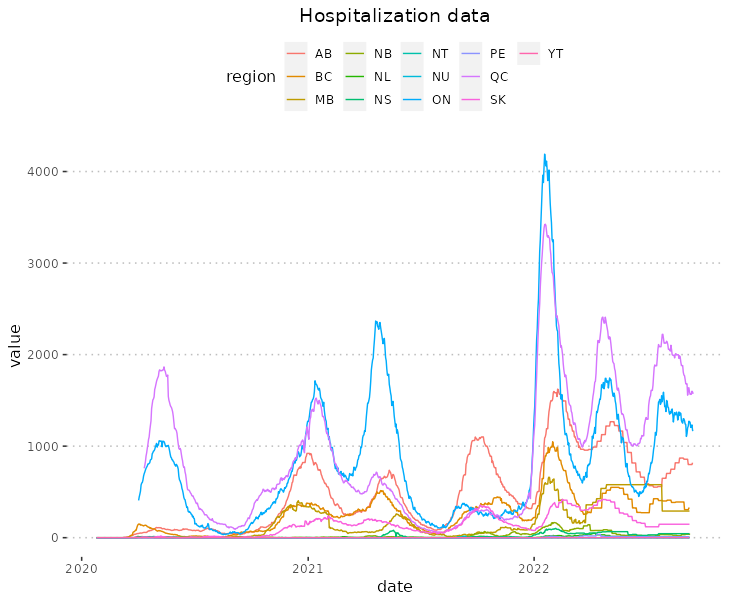 Hospitalization data
region
AB NB NT PE YT
BC NL NU QC
MB NS ON SK
4000
3000
2000
1000
0
value
2020 2021 2022
date